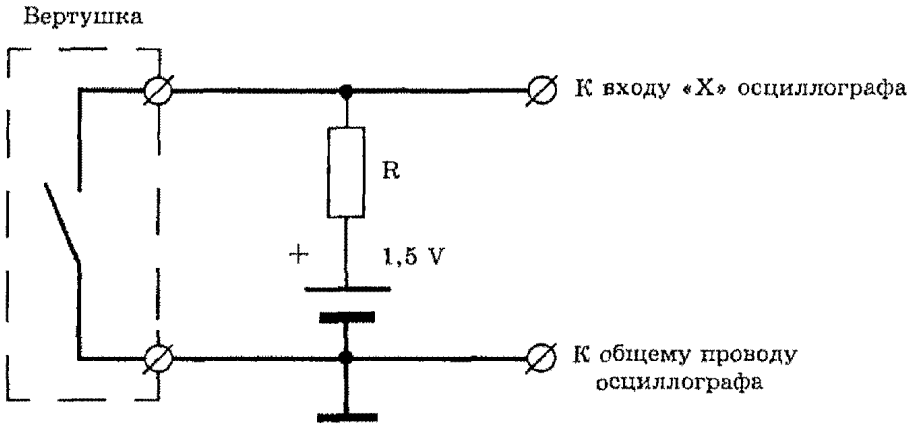 Вертушка
К входу «X» осциллографа
R
+
1,5 V
К общему проводу
осциллографа